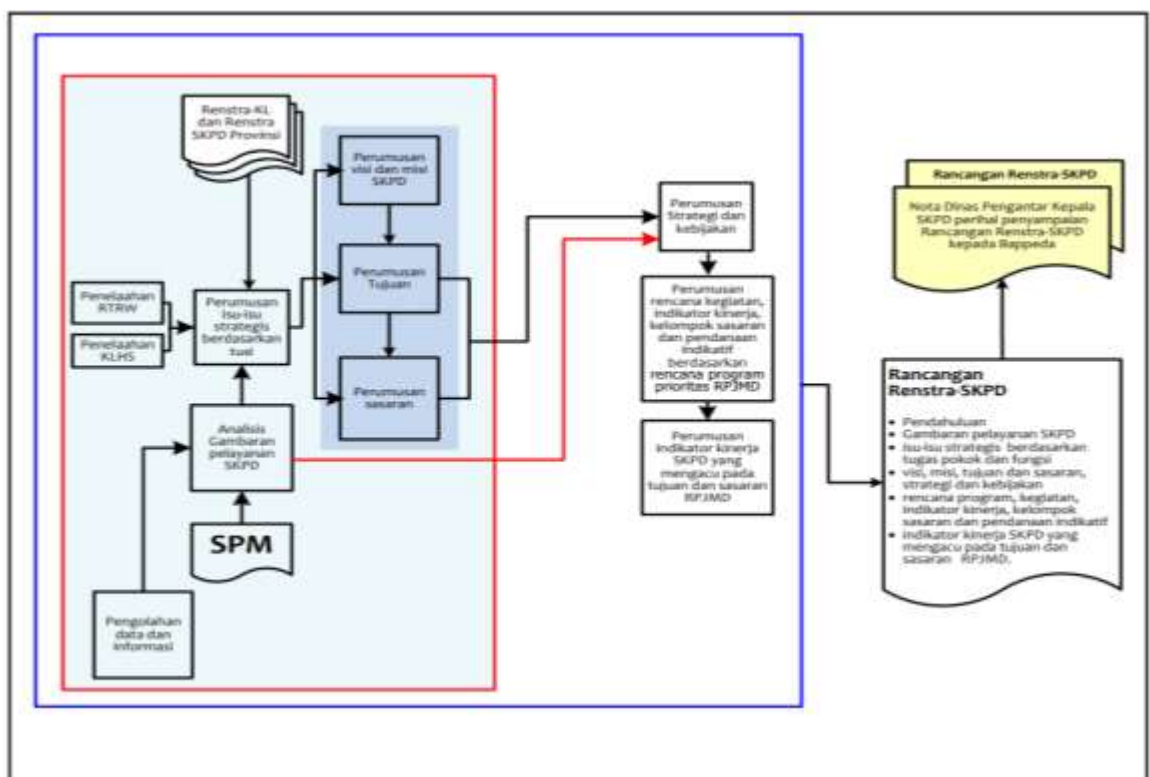 Renstra-KL
dan Renstra
SKPD Provinsi
Perumusan
visi dan misi
SKPD
Perumusan
Tujuan
Perumusan
sasaran
Penelaahan
RTRW
Penelaahan
KLHS
Perumusan
Isu-isu
strategis
berdasarkan
tusi
Analisis
Gambaran
pelayanan
SKPD
SPM
Pengolahan
data dan
informasi
Perumusan
Strategi dan
kebijakan
Perumusan
rencana kegiatan,
indikator kinerja,
kelompok sasaran
dan pendanaan
indikatif
berdasarkan
rencana program
prioritas RPJMD
Perumusan
indikator kinerja
SKPD yang
mengacu pada
tujuan dan sasaran
RPJMD
Rancangan Renstra-SKPD
Nota Dinas Pengantar Kepala
SKPD perihal penyampaian
Rancangan Renstra-SKPD
kepada Bappeda
Rancangan
Renstra-SKPD
• Pendahuluan
• Gambaran pelayanan SKPD
• isu-isu strategis berdasarkan
tugas pokok dan fungsi
• visi, misi, tujuan dan sasaran,
strategi dan kebijakan
• rencana program, kegiatan,
indikator kinerja, kelompok
sasaran dan pendanaan indikatif
• indikator kinerja SKPD yang
mengacu pada tujuan dan
sasaran RPJMD.